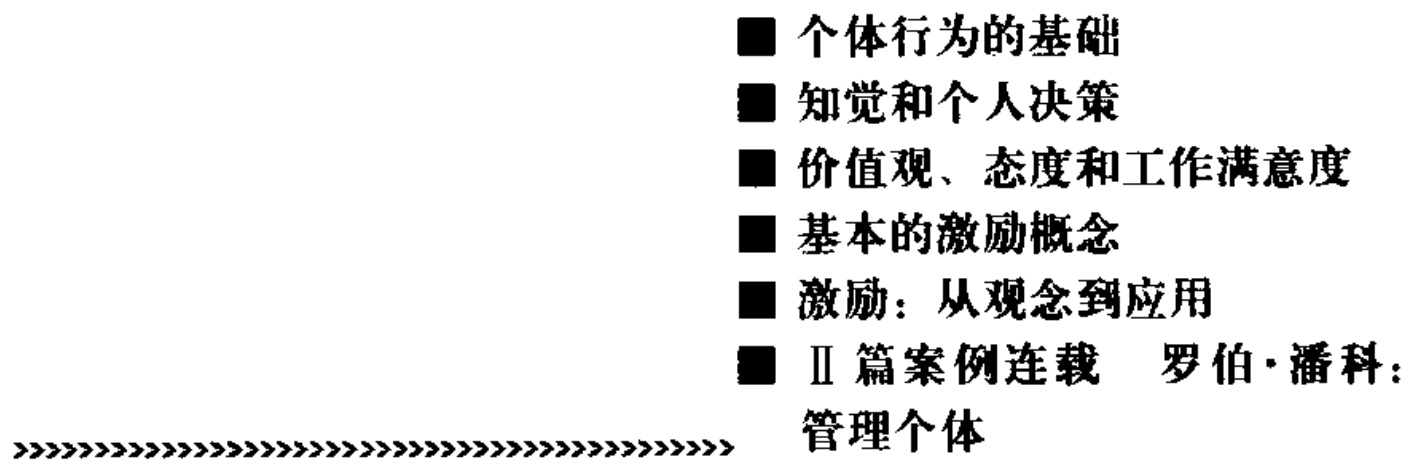 ■ 个体行为的基础
■ 知觉和个人决策
■ 价值观、态度和工作满意度
■ 基本的激励概念
■ 激励：从观念到应用
■ Ⅱ篇案例连载 罗伯·潘科：
管理个体
»»»»»»»»»»»»»»»»»»»»»»